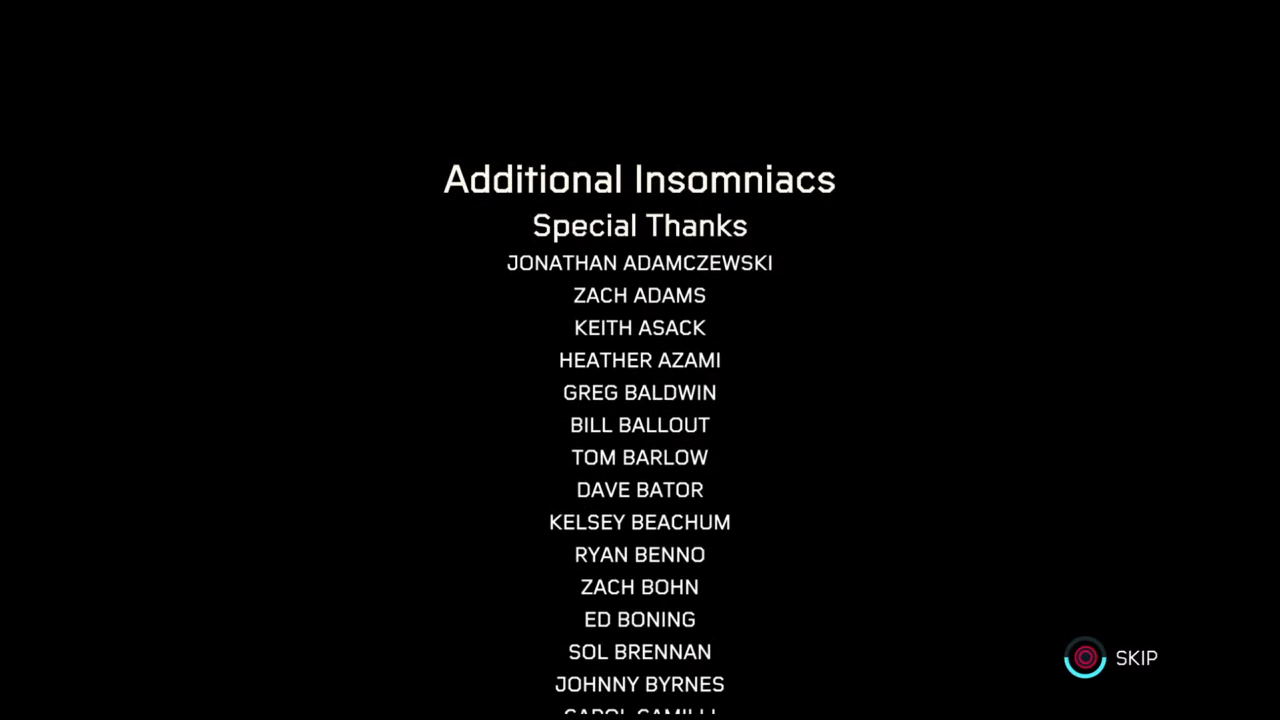 Additional Insomniacs
Special Thanks
JONATHAN ADAMCZEWSKI
ZACH ADAMS
KEITH ASACK
HEATHER AZAMI
GREG BALDWIN
BILL BALLOUT
TOM BARLOW
DAVE BATOR
KELSEY BEACHUM
RYAN BENNO
ZACH BOHN
ED BONING
SOL BRENNAN
SKIP
JOHNNY BYRNES